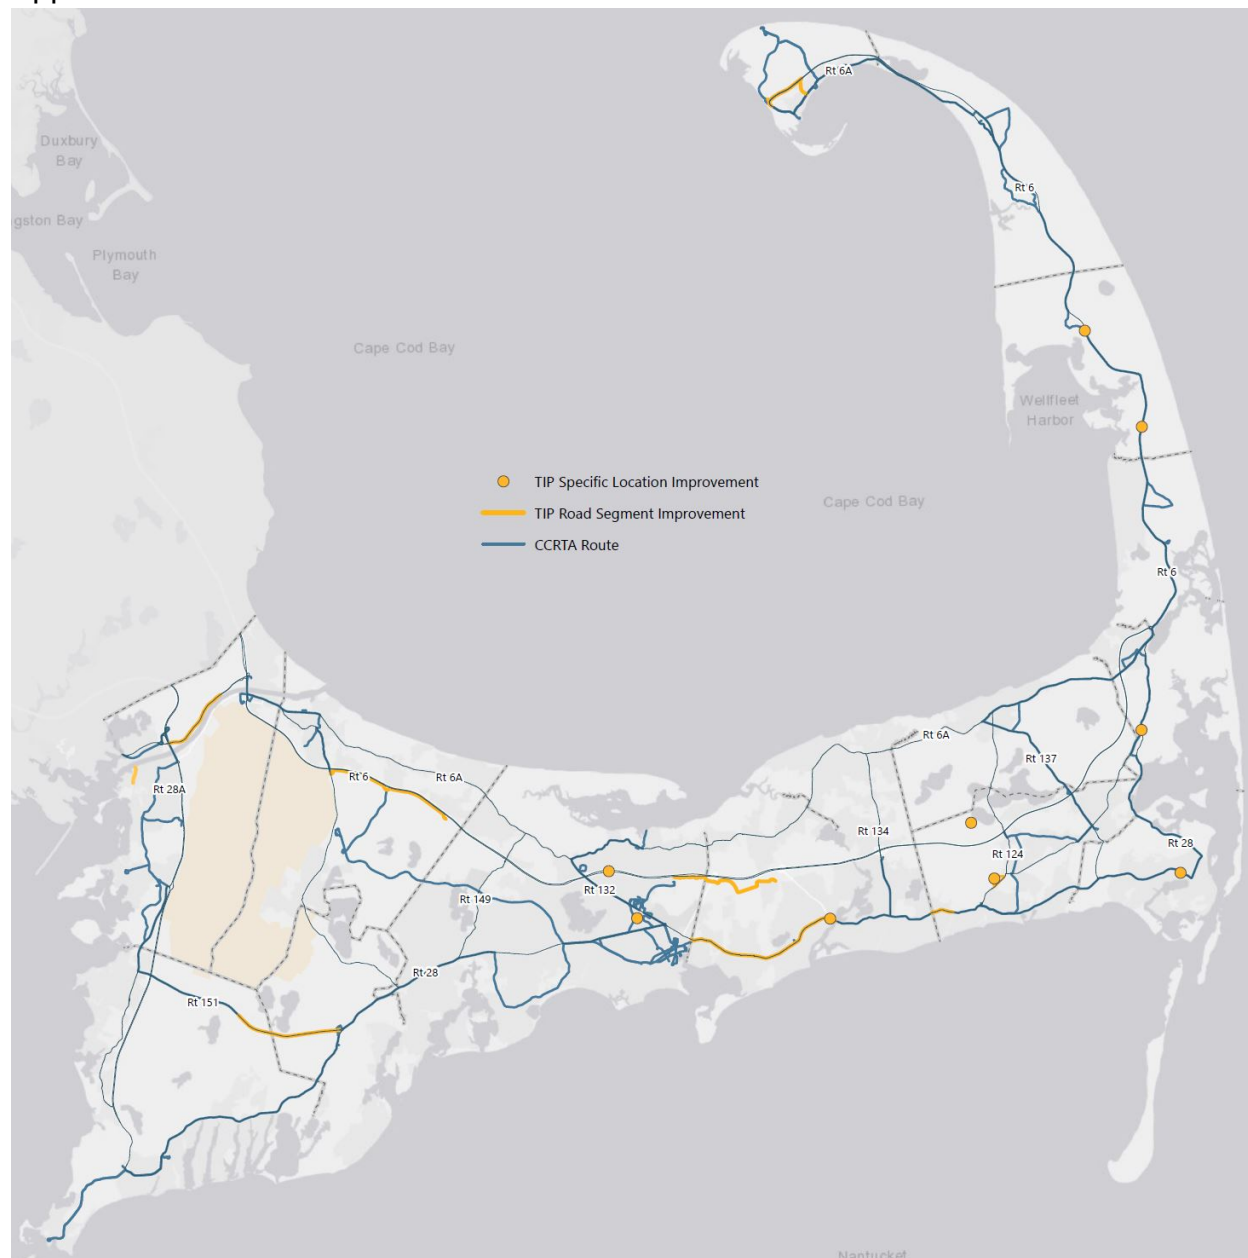 Rt 6A
Duxbury
Bay
Rt 6
gston Bay
Plymouth
Bay
Cape Cod Bay
Wellfleet
Harbor
TIP Specific Location Improvement
Cape Cod Bay
TIP Road Segment Improvement
CCRTA Route
Rt 6
Rt 6A
Rt 137
Rt 6
Rt 6A
Rt 28A
Rt 134
Rt 28
Rt 124
Rt 132
Rt 149
Rt 28
Rt 151
Nantucket